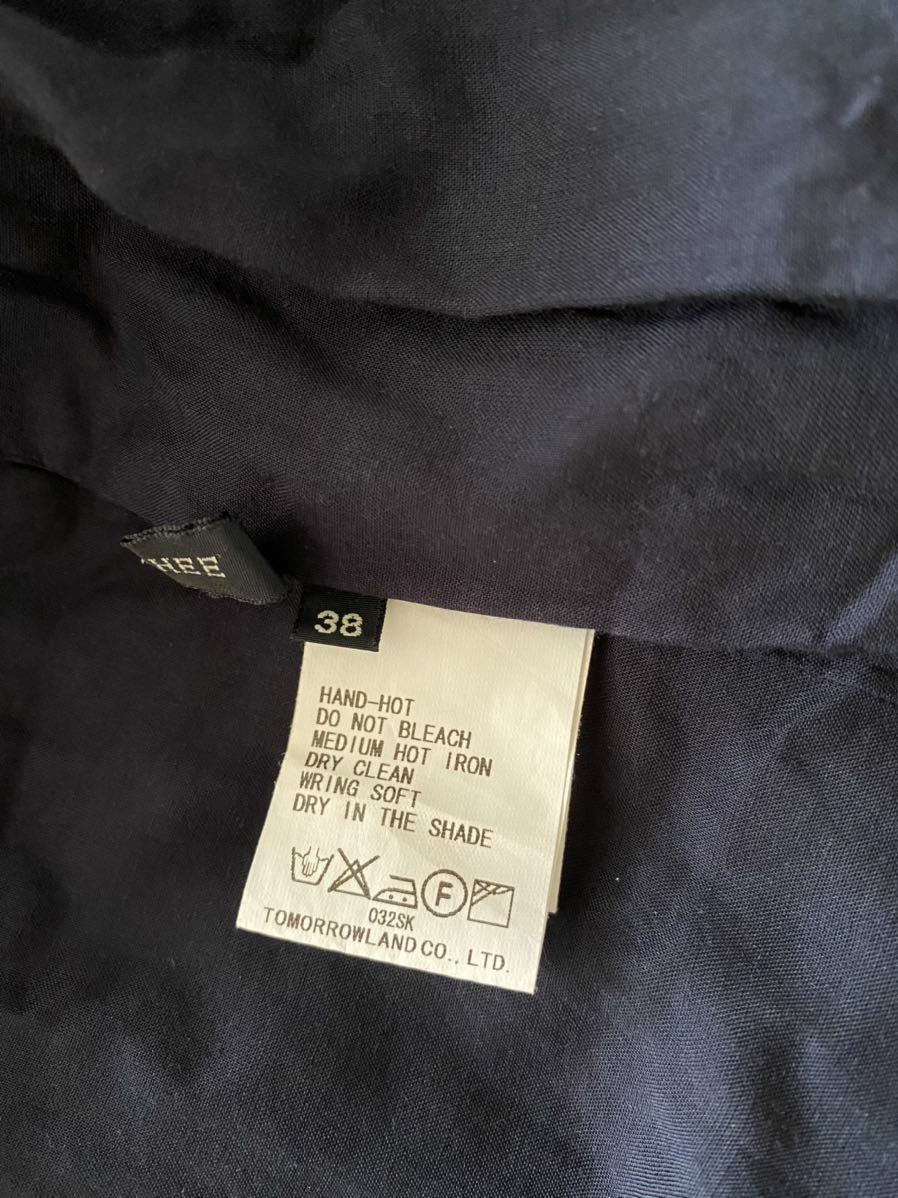 HEE
38
HAND-HOT
DO NOT BLEACH
MEDIUM HOT IRON
DRY CLEAN
WRING SOFT
DRY IN THE SHADE
F
032SK
TOMORROWLAND CO., LTD.